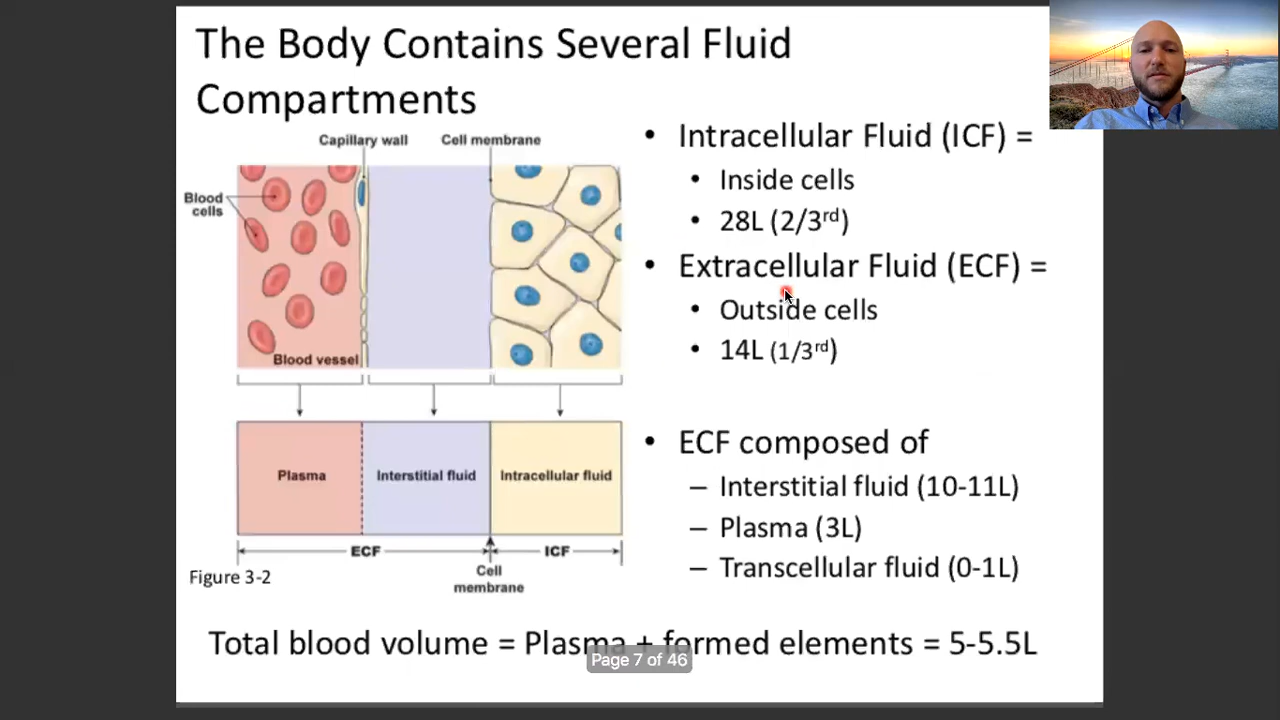 The Body Contains Several Fluid
Compartments
Capillary wall
Cell membrane
Blood
cells
Blood vessel
Plasma
Interstitial fluid
Intracellular fluid
ECF
ICF
Cell
membrane
Figure 3-2
• Intracellular Fluid (ICF) =
• Inside cells
• 28L (2/3rd)
• Extracellular Fluid (ECF) =
• Outside cells
• 14L (1/3rd)
• ECF composed of
– Interstitial fluid (10-11L)
– Plasma (3L)
– Transcellular fluid (0-1L)
Total blood volume = Plasma + formed elements = 5-5.5L
Page 7 of 46